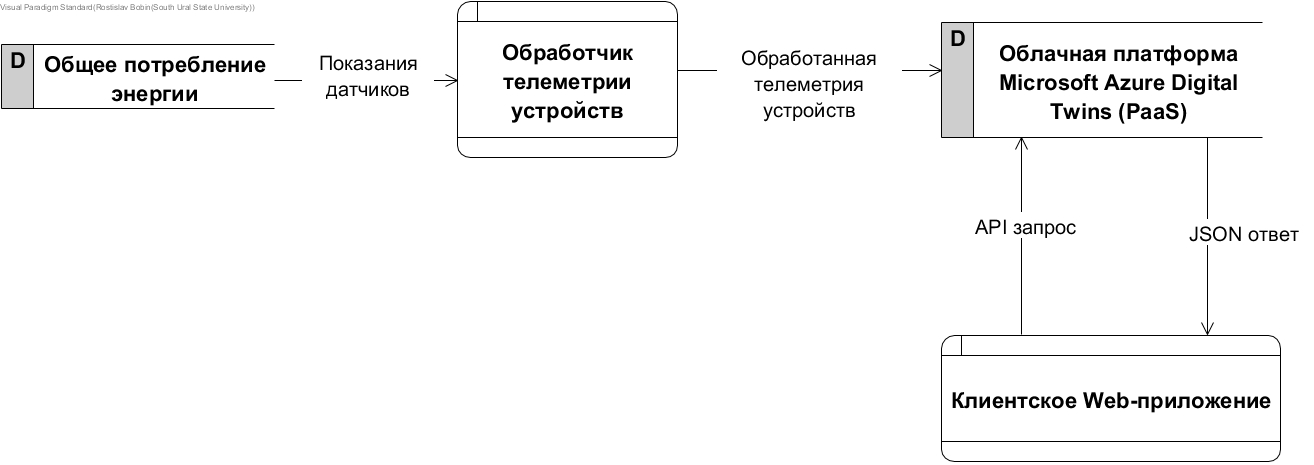 Visual Paradigm Standard(Rostislav Bobin(South Ural State University))
D
Общее потребление
энергии
Показания
датчиков
Обработчик
телеметрии
устройств
Обработанная
телеметрия
устройств
D
Облачная платформа
Microsoft Azure Digital
Twins (PaaS)
API запрос
JSON ответ
Клиентское Web-приложение